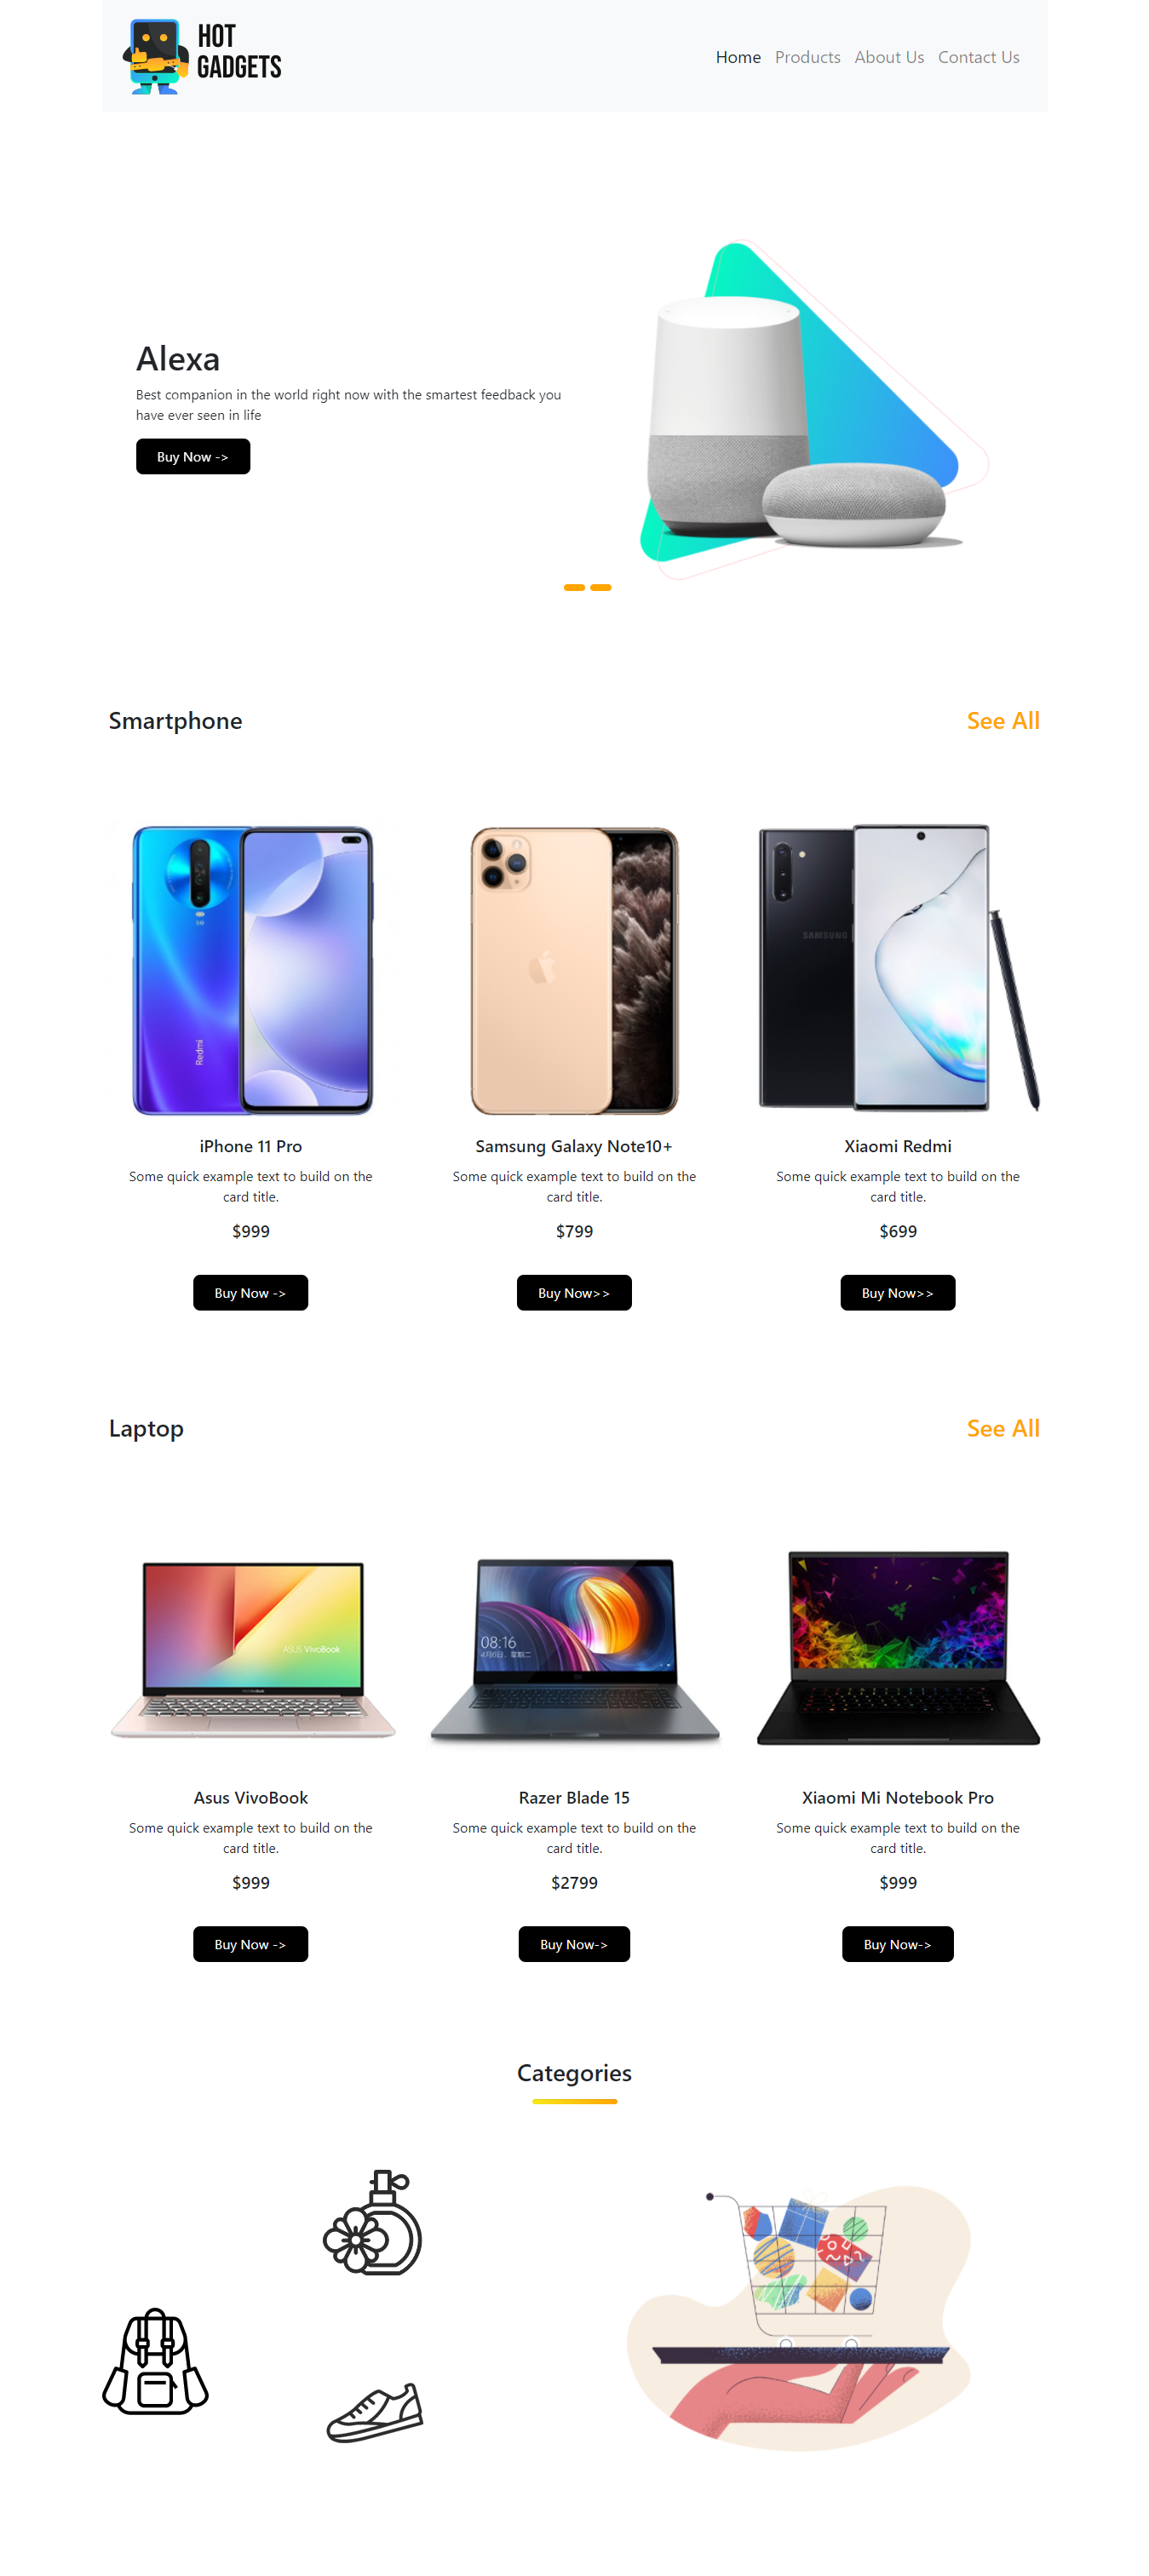 HOT
GADGETS
Home Products About Us Contact Us
Alexa
Best companion in the world right now with the smartest feedback you
have ever seen in life
Buy Now ->
Smartphone See All
Redmi
SAMSUNG
iPhone 11 Pro Samsung Galaxy Note10+ Xiaomi Redmi
Some quick example text to build on the Some quick example text to build on the Some quick example text to build on the
card title. card title. card title.
$999 $799 $699
Buy Now -> Buy Now>> Buy Now>>
Laptop See All
ASUS VivoBook
08:16
4月6日，星期二
Asus VivoBook Razer Blade 15 Xiaomi Mi Notebook Pro
Some quick example text to build on the Some quick example text to build on the Some quick example text to build on the
card title. card title. card title.
$999 $2799 $999
Buy Now -> Buy Now-> Buy Now->
Categories